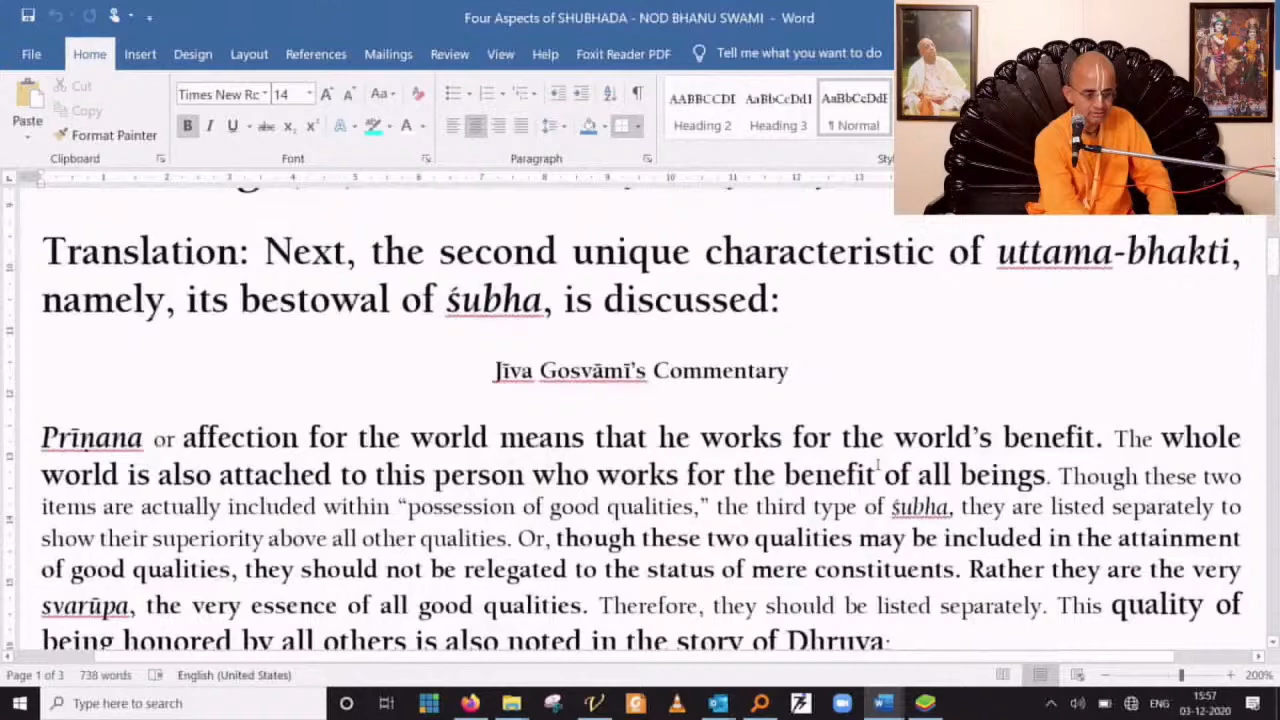 Four Aspects of SHUBHADA - NOD BHANU SWAMI - Word
File Home Insert Design Layout References Mailings Review View Help Foxit Reader PDF Tell me what you want to do
Paste
Cut
Copy
Format Painter
Times New Rc 14
AABBCCDI AaBbCcDdH AaBbCcDdE
Heading 2 Heading 3 ¶ Normal
Clipboard Font Paragraph
Translation: Next, the second unique characteristic of uttama-bhakti,
namely, its bestowal of śubha, is discussed:
Jīva Gosvāmī's Commentary
Prīṇana or affection for the world means that he works for the world's benefit. The whole
world is also attached to this person who works for the benefit of all beings. Though these two
items are actually included within “possession of good qualities,” the third type of śubha, they are listed separately to
show their superiority above all other qualities. Or, though these two qualities may be included in the attainment
of good qualities, they should not be relegated to the status of mere constituents. Rather they are the very
svarūpa, the very essence of all good qualities. Therefore, they should be listed separately. This quality of
being honored by all others is also noted in the story of Dhruva:
Page 1 of 3 738 words English (United States) 200%
Type here to search
ENG
15:57
03-12-2020